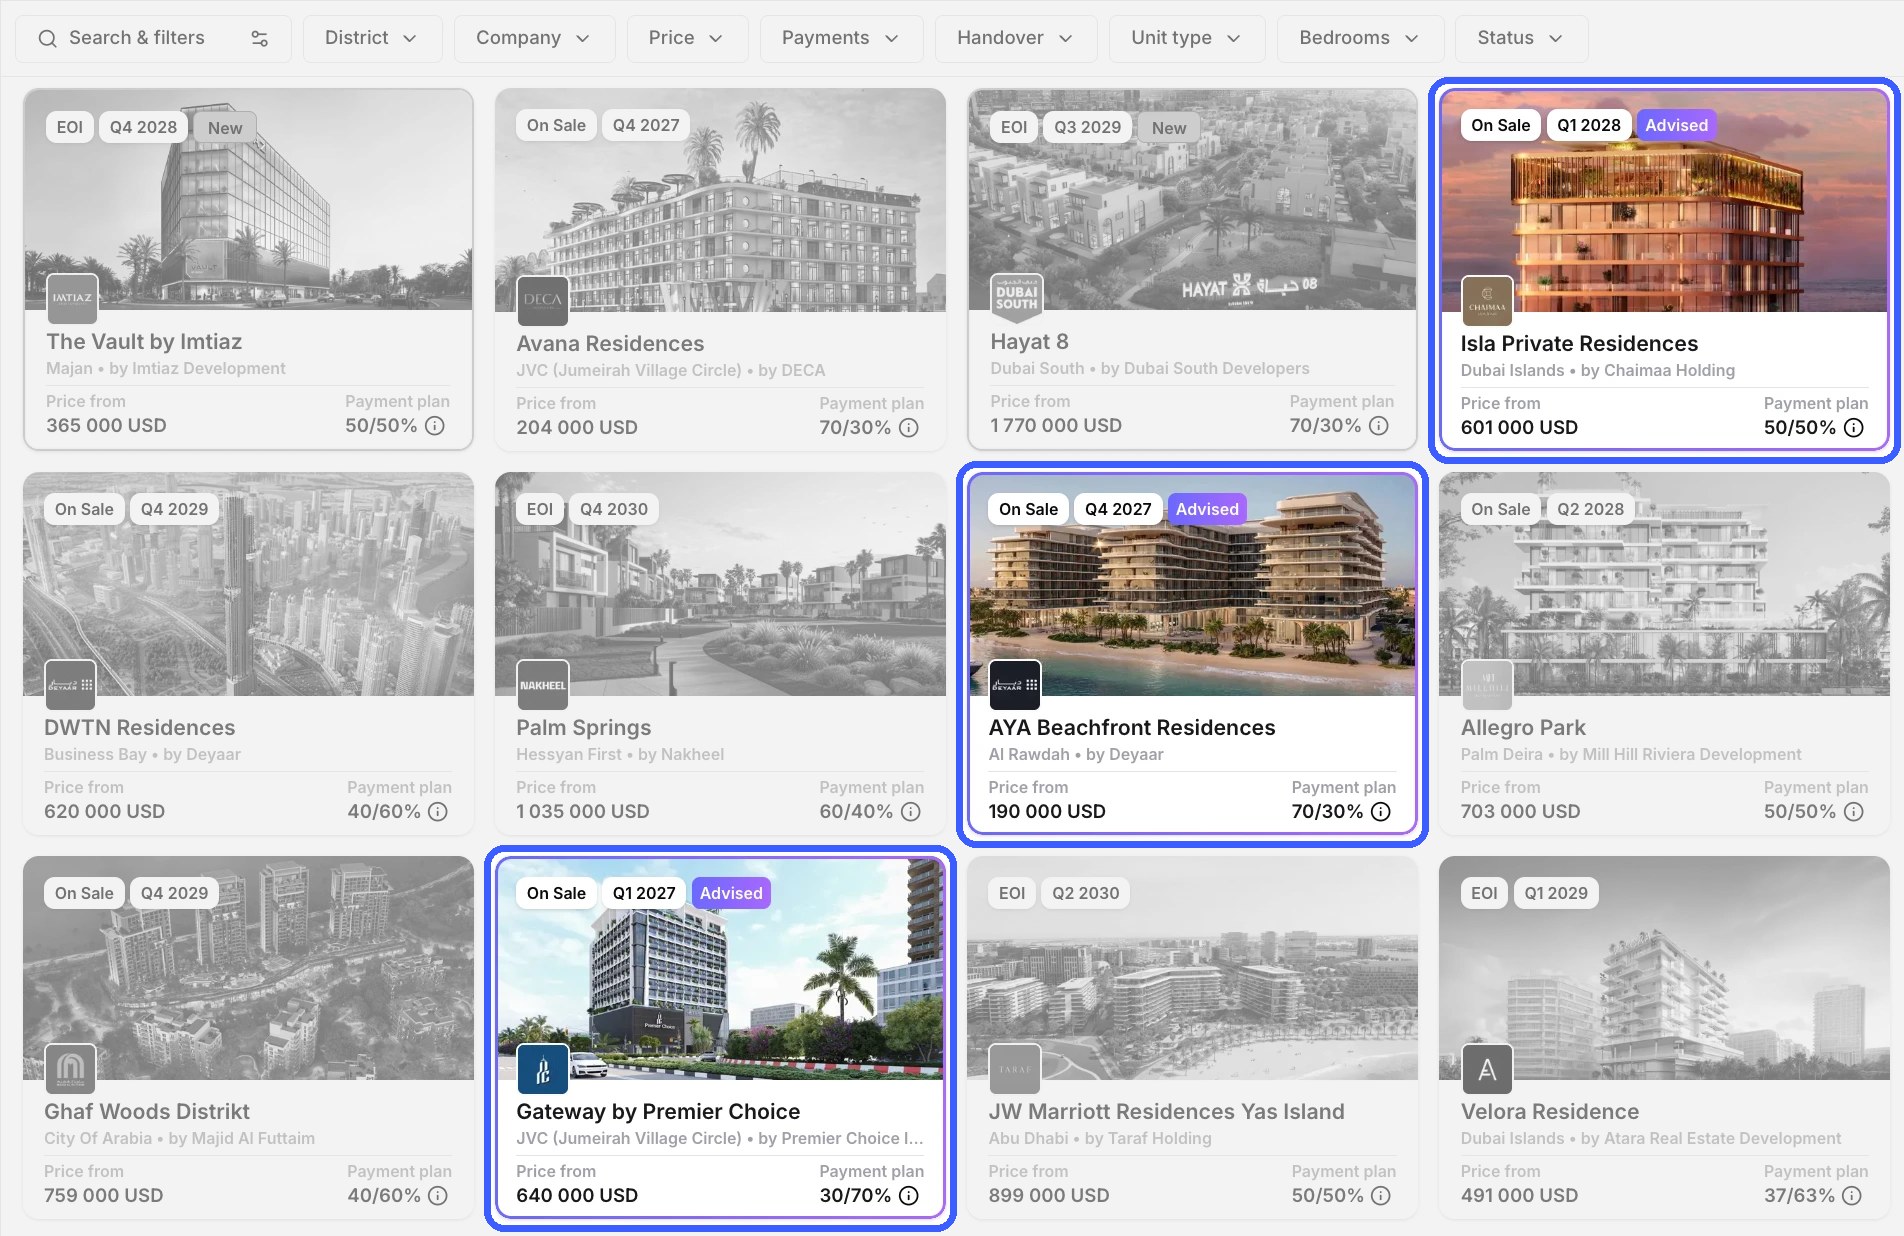 Search & filters
District
Company
Price
Payments
Handover
Unit type
Bedrooms
Status
EOI Q4 2028 New
IMTIAZ
The Vault by Imtiaz
Majan • by Imtiaz Development
Price from Payment plan
365 000 USD 50/50%
On Sale Q4 2027
DECA
Avana Residences
JVC (Jumeirah Village Circle) • by DECA
Price from Payment plan
204 000 USD 70/30%
EOI Q3 2029 New
HAYAT حياة 08
DUBAI
SOUTH
Hayat 8
Dubai South • by Dubai South Developers
Price from Payment plan
1 770 000 USD 70/30%
On Sale Q1 2028 Advised
CHAIMAA
Isla Private Residences
Dubai Islands • by Chaimaa Holding
Price from Payment plan
601 000 USD 50/50%
On Sale Q4 2029
ديار
DEYAAR
DWTN Residences
Business Bay • by Deyaar
Price from Payment plan
620 000 USD 40/60%
EOI Q4 2030
NAKHEEL
Palm Springs
Hessyan First • by Nakheel
Price from Payment plan
1 035 000 USD 60/40%
On Sale Q4 2027 Advised
ديار
DEYAAR
AYA Beachfront Residences
Al Rawdah • by Deyaar
Price from Payment plan
190 000 USD 70/30%
On Sale Q2 2028
Allegro Park
Palm Deira • by Mill Hill Riviera Development
Price from Payment plan
703 000 USD 50/50%
On Sale Q4 2029
Ghaf Woods Distrikt
City Of Arabia • by Majid Al Futtaim
Price from Payment plan
759 000 USD 40/60%
On Sale Q1 2027 Advised
Premier Choice
Gateway by Premier Choice
JVC (Jumeirah Village Circle) • by Premier Choice I...
Price from Payment plan
640 000 USD 30/70%
EOI Q2 2030
TARAF
JW Marriott Residences Yas Island
Abu Dhabi • by Taraf Holding
Price from Payment plan
899 000 USD 50/50%
EOI Q1 2029
Velora Residence
Dubai Islands • by Atara Real Estate Development
Price from Payment plan
491 000 USD 37/63%